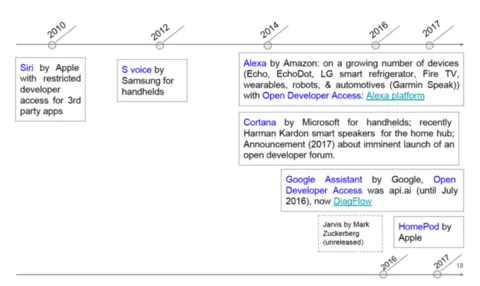 2010
2012
2014
2016
2017
Siri by Apple
with restricted
developer
access for 3rd
party apps
S voice by
Samsung for
handhelds
Alexa by Amazon: on a growing number of devices
(Echo, EchoDot, LG smart refrigerator, Fire TV,
wearables, robots, & automotives (Garmin Speak))
with Open Developer Access: Alexa platform
Cortana by Microsoft for handhelds; recently
Harman Kardon smart speakers for the home hub;
Announcement (2017) about imminent launch of an
open developer forum.
Google Assistant by Google, Open
Developer Access was api.ai (until July
2016), now DiagFlow
Jarvis by Mark
Zuckerberg
(unreleased)
HomePod by
Apple
2016
2017
18